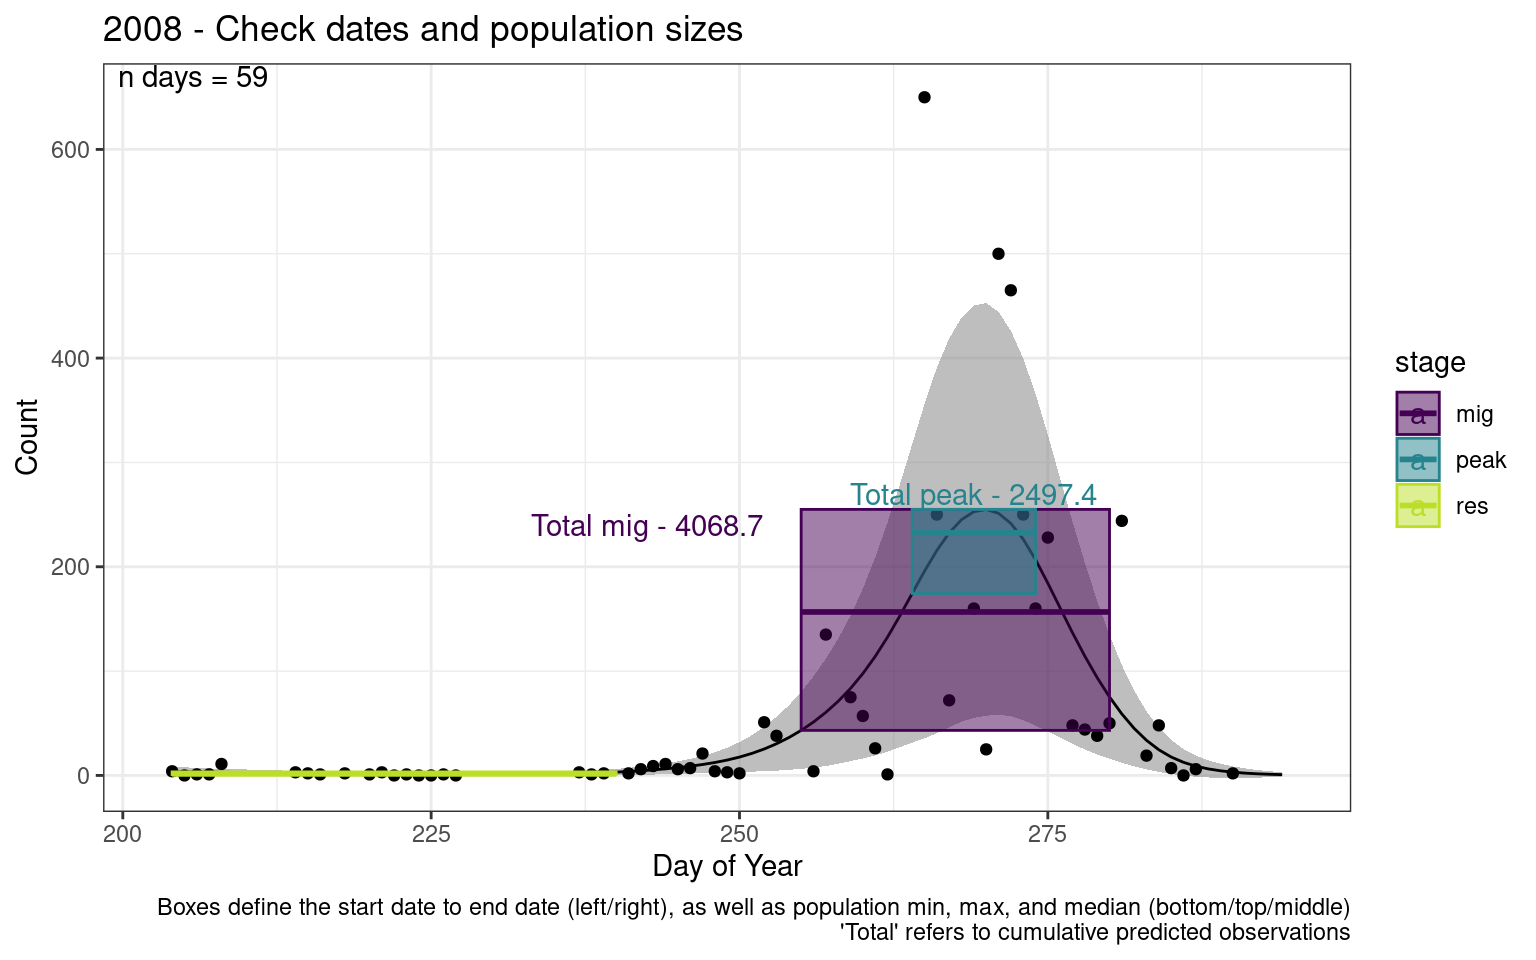 2008 - Check dates and population sizes
n days = 59
600
400
200
0
Count
Total peak - 2497.4
Total mig - 4068.7
200
225
250
275
Day of Year
stage
a mig
a peak
a res
Boxes define the start date to end date (left/right), as well as population min, max, and median (bottom/top/middle)
'Total' refers to cumulative predicted observations